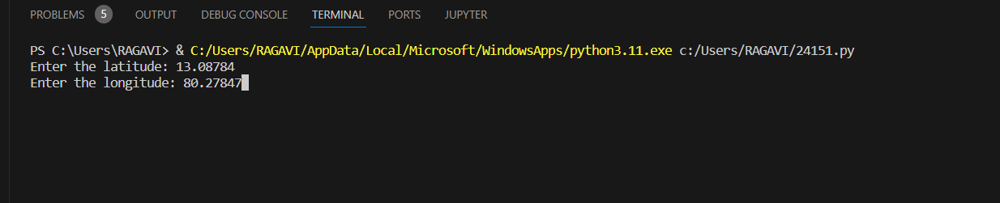 PROBLEMS 5 OUTPUT DEBUG CONSOLE TERMINAL PORTS JUPYTER
PS C:\Users\RAGAVI> & C:/Users/RAGAVI/AppData/Local/Microsoft/WindowsApps/python3.11.exe c:/Users/RAGAVI/24151.py
Enter the latitude: 13.08784
Enter the longitude: 80.27847